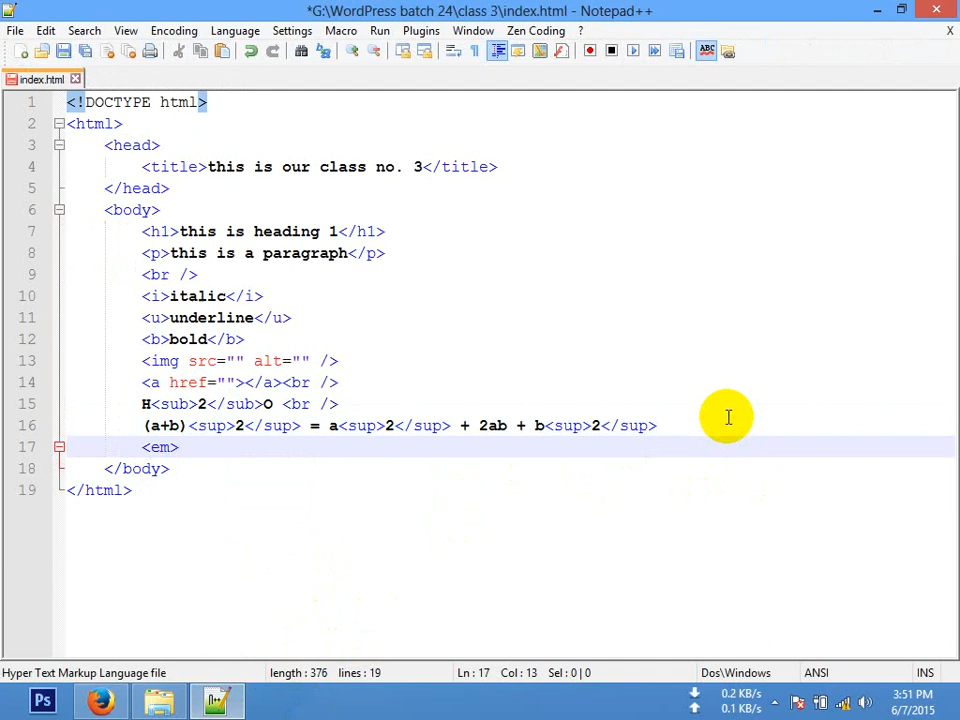 *G:\WordPress batch 24\class 3\index.html - Notepad++
File Edit Search View Encoding Language Settings Macro Run Plugins Window Zen Coding ? X
index.html
1 <!DOCTYPE html>
2 <html>
3 <head>
4 <title>this is our class no. 3</title>
5 </head>
6 <body>
7 <h1>this is heading 1</h1>
8 <p>this is a paragraph</p>
9 <br />
10 <i>italic</i>
11 <u>underline</u>
12 <b>bold</b>
13 <img src="" alt="" />
14 <a href=""></a><br />
15 H<sub>2</sub>O <br />
16 (a+b)<sup>2</sup> = a<sup>2</sup> + 2ab + b<sup>2</sup>
17 <em>
18 </body>
19 </html>
Hyper Text Markup Language file length : 376 lines : 19 Ln : 17 Col : 13 Sel : 0 | 0 Dos\Windows ANSI INS
Ps 0.2 KB/s 3:51 PM
0.1 KB/s 6/7/2015